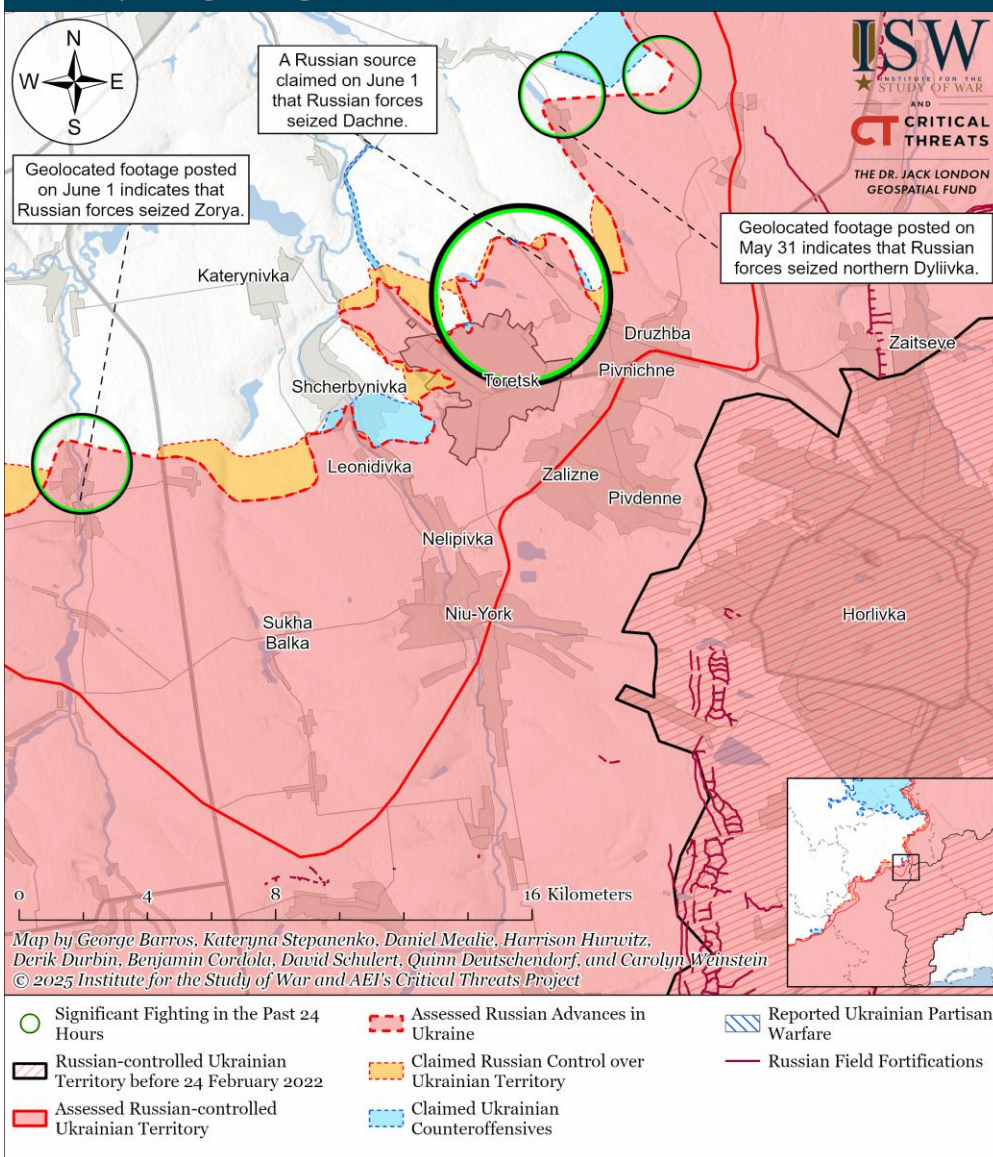 N
W
E
S
A Russian source
claimed on June 1
that Russian forces
seized Dachne.
ISW
INSTITUTE FOR THE
STUDY OF WAR
AND
CT CRITICAL
THREATS
THE DR. JACK LONDON
GEOSPATIAL FUND
Geolocated footage posted
on June 1 indicates that
Russian forces seized Zorya.
Geolocated footage posted on
May 31 indicates that Russian
forces seized northern Dyliivka.
Katerynivka
Druzhba
Zaitseve
Pivnichne
Toretsk
Shcherbynivka
Leonidivka
Zalizne
Pivdenne
Nelipivka
Niu-York
Sukha
Balka
Horlivka
0 4 8 16 Kilometers
Map by George Barros, Kateryna Stepanenko, Daniel Mealie, Harrison Hurwitz,
Derik Durbin, Benjamin Cordola, David Schulert, Quinn Deutschendorf, and Carolyn Weinstein
© 2025 Institute for the Study of War and AEI's Critical Threats Project
Significant Fighting in the Past 24
Hours
Russian-controlled Ukrainian
Territory before 24 February 2022
Assessed Russian-controlled
Ukrainian Territory
Assessed Russian Advances in
Ukraine
Claimed Russian Control over
Ukrainian Territory
Claimed Ukrainian
Counteroffensives
Reported Ukrainian Partisan
Warfare
Russian Field Fortifications